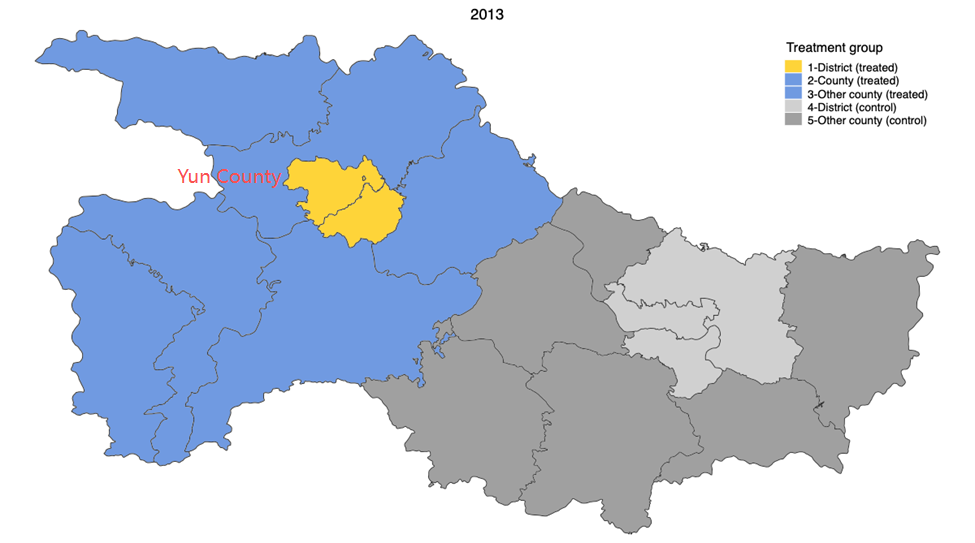 2013
Treatment group
1-District (treated)
2-County (treated)
3-Other county (treated)
4-District (control)
5-Other county (control)
Yun County